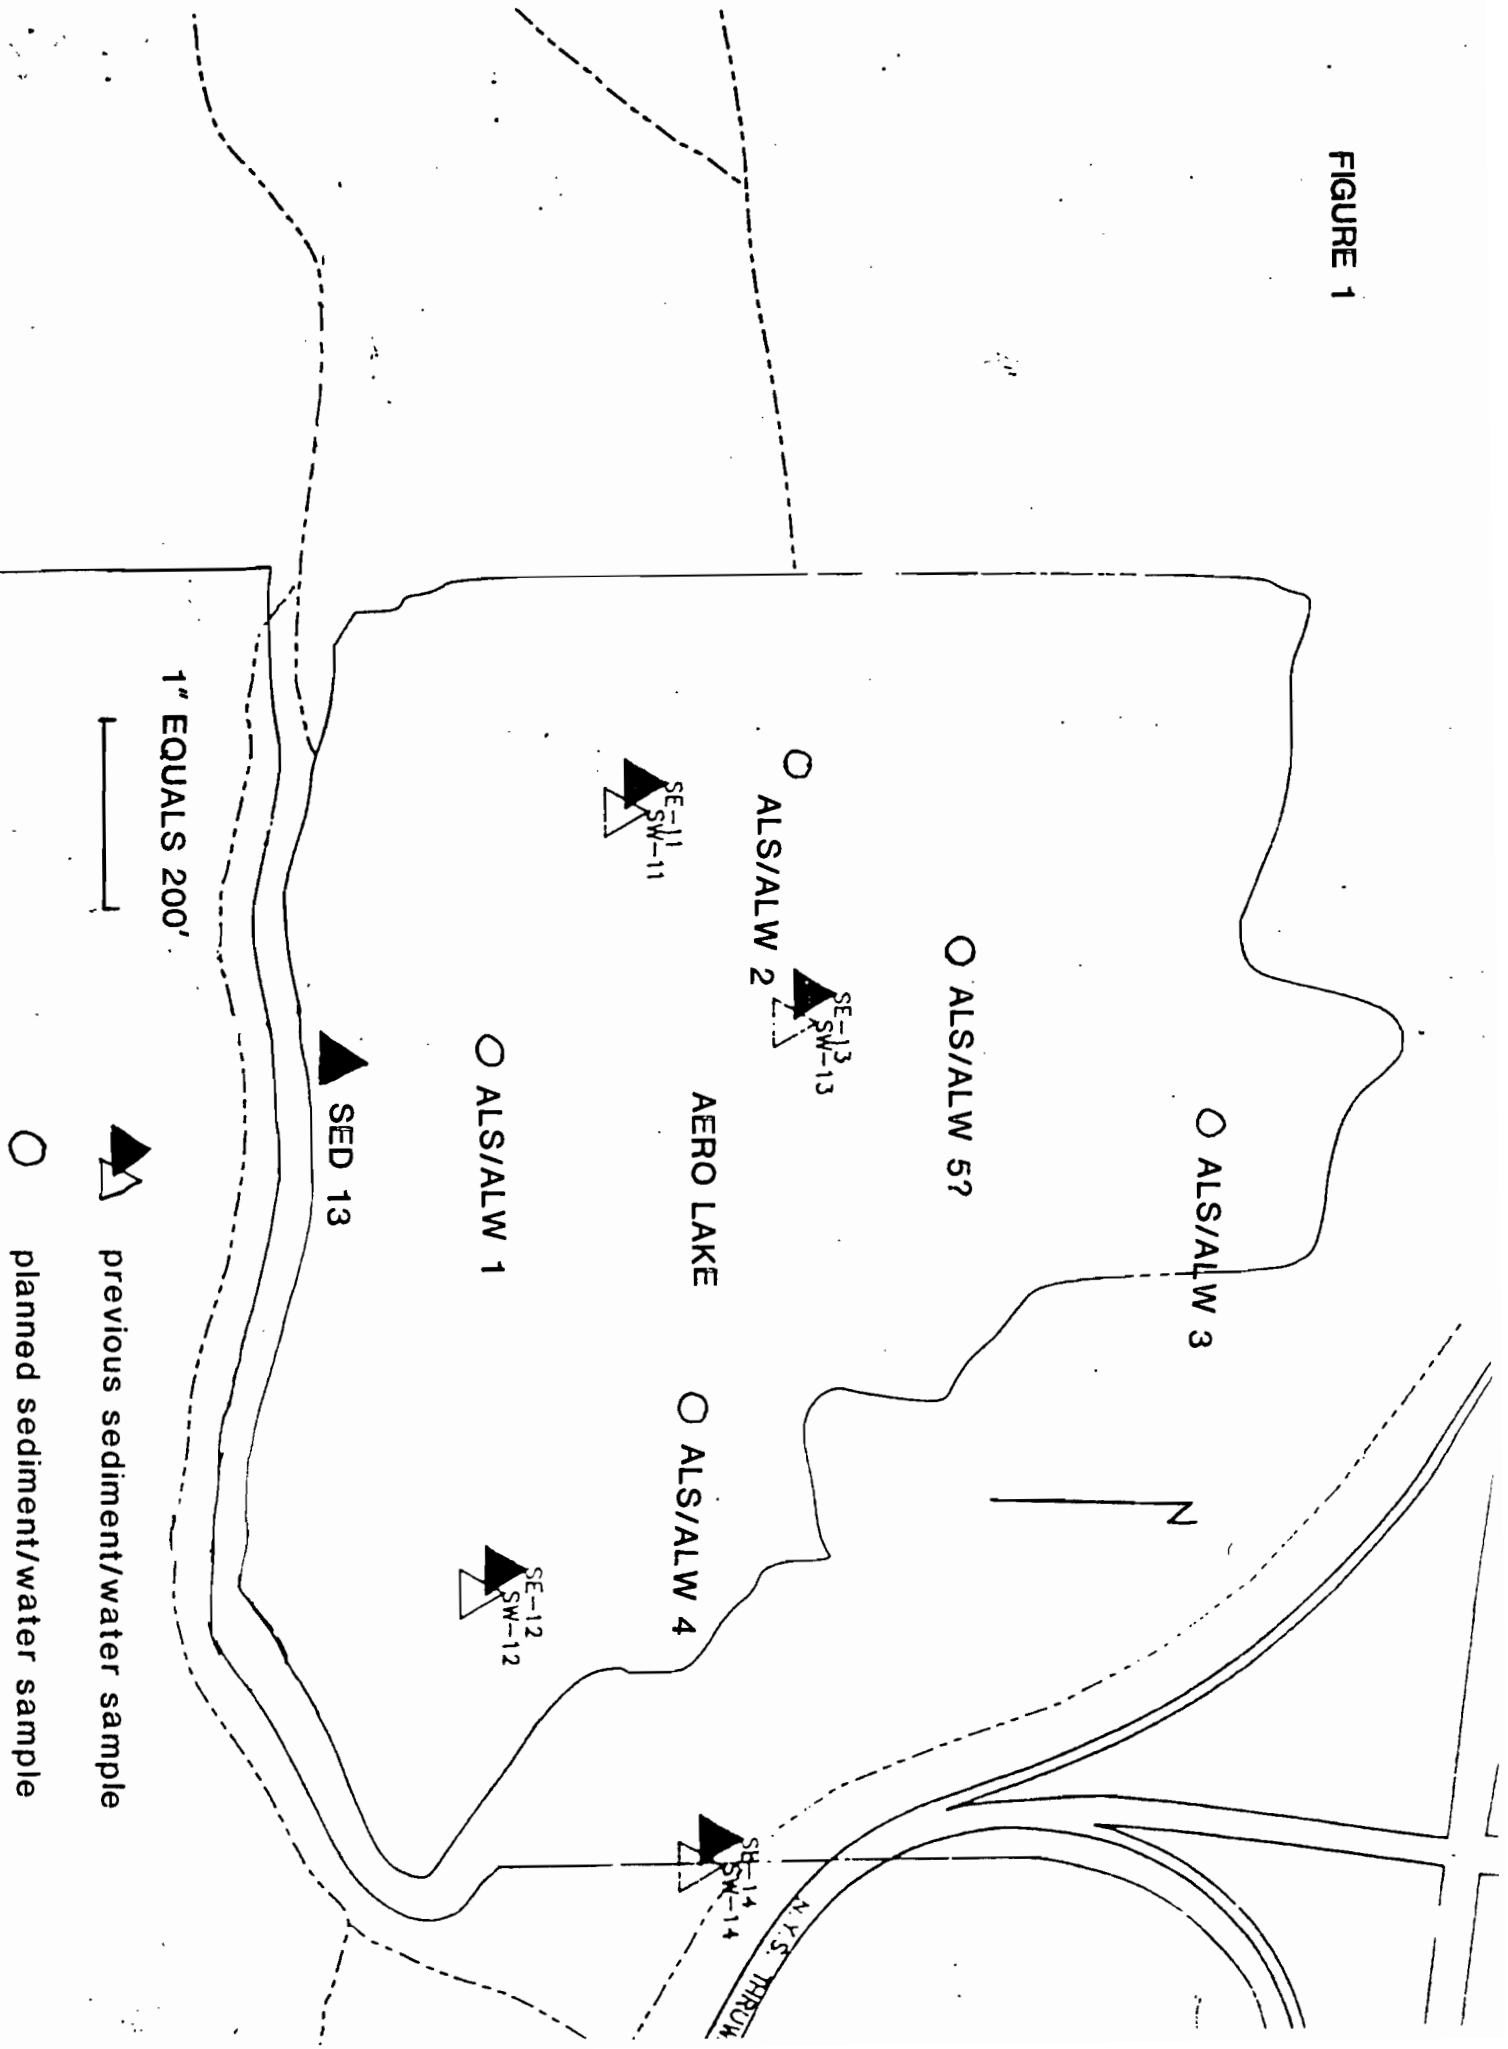 FIGURE 1
ALS/ALW 3
ALS/ALW 5?
SE-13
SW-13
ALS/ALW 2
SE-11
SW-11
AERO LAKE
ALS/ALW 4
ALS/ALW 1
SE-12
SW-12
SE-14
SW-14
N
N.Y.S. THRUW
SED 13
1" EQUALS 200'
previous sediment/water sample
planned sediment/water sample